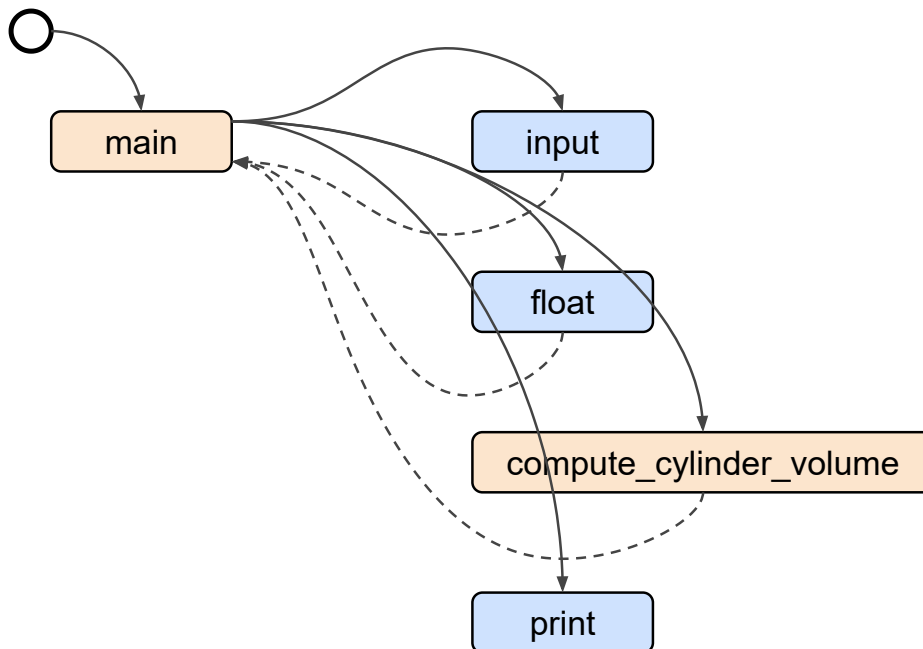 main
input
float
compute_cylinder_volume
print